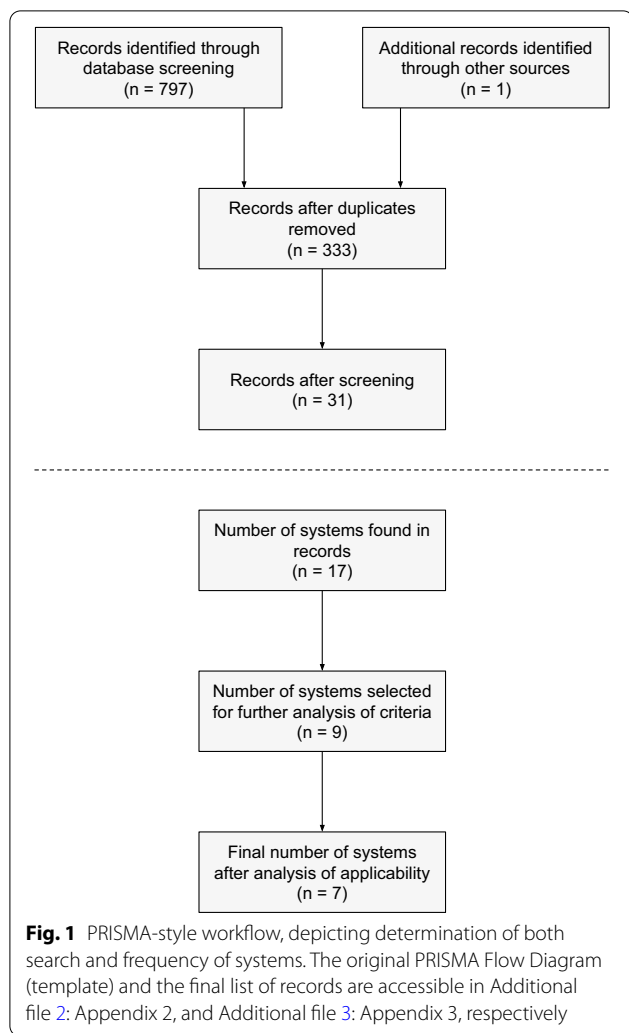 Records identified through
database screening
(n = 797)
Additional records identified
through other sources
(n = 1)
Records after duplicates
removed
(n = 333)
Records after screening
(n = 31)
Number of systems found in
records
(n = 17)
Number of systems selected
for further analysis of criteria
(n = 9)
Final number of systems
after analysis of applicability
(n = 7)
Fig. 1 PRISMA-style workflow, depicting determination of both
search and frequency of systems. The original PRISMA Flow Diagram
(template) and the final list of records are accessible in Additional
file 2: Appendix 2, and Additional file 3: Appendix 3, respectively